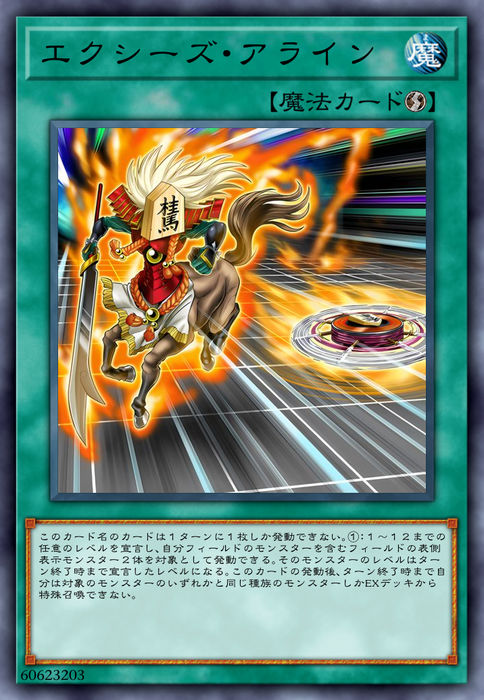 エクシーズ・アライン
魔
【魔法カード】
桂馬
このカード名のカードは1ターンに1枚しか発動できない。①:1~12までの
任意のレベルを宣言し、自分フィールドのモンスターを含むフィールドの表側
表示モンスター2体を対象として発動できる。そのモンスターのレベルはター
ン終了時まで宣言したレベルになる。このカードの発動後、ターン終了時まで自
分は対象のモンスターのいずれかと同じ種族のモンスターしかEXデッキから
特殊召喚できない。
60623203